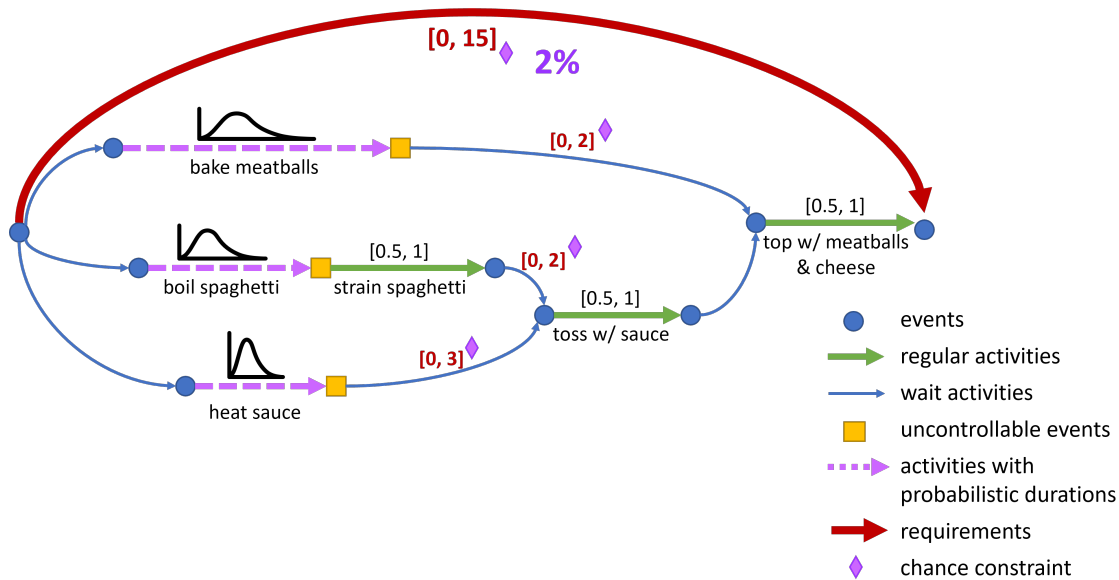 [0, 15]
2%
[0, 2]
bake meatballs
[0.5, 1]
top w/ meatballs
& cheese
[0.5, 1]
[0, 2]
boil spaghetti
strain spaghetti
[0.5, 1]
toss w/ sauce
[0, 3]
heat sauce
events
regular activities
wait activities
uncontrollable events
activities with
probabilistic durations
requirements
chance constraint